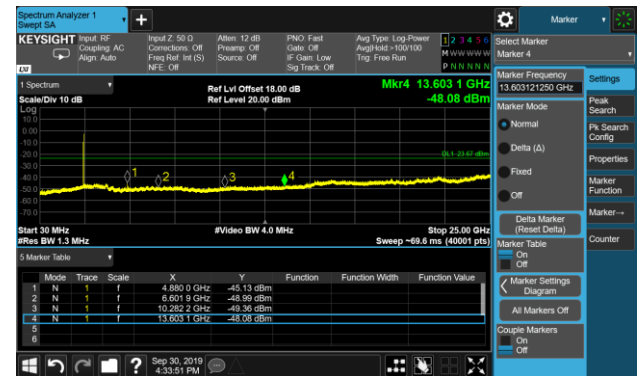 Spectrum Analyzer 1
Swept SA
+
Marker
KEYSIGHT Input: RF Input Z: 50 Ω Atten: 12 dB PNO: Fast Avg Type: Log-Power 1 2 3 4 5 6
Coupling: AC Corrections: Off Preamp: Off Gate: Off Avg|Hold:>100/100 M W W W W W
Align: Auto Freq Ref: Int (S) Source: Off IF Gain: Low Trig: Free Run
NFE: Off Sig Track: Off P N N N N N
Select Marker
Marker 4
1 Spectrum
Ref Lvl Offset 18.00 dB Mkr4 13.603 1 GHz
Scale/Div 10 dB Ref Level 20.00 dBm -48.08 dBm
Log
10.0
0.00
-10.0
-20.0
DL1 -23.67 dBm
-30.0
-40.0
1 2 3 4
-50.0
-60.0
-70.0
Start 30 MHz #Video BW 4.0 MHz Stop 25.00 GHz
#Res BW 1.3 MHz Sweep ~69.6 ms (40001 pts)
5 Marker Table
Mode Trace Scale X Y Function Function Width Function Value
1 N 1 f 4.880 0 GHz -45.13 dBm
2 N 1 f 6.601 9 GHz -48.99 dBm
3 N 1 f 10.282 2 GHz -49.36 dBm
4 N 1 f 13.603 1 GHz -48.08 dBm
5
6
Marker Frequency
13.603121250 GHz
Marker Mode
Normal
Delta (Δ)
Fixed
Off
Delta Marker
(Reset Delta)
Marker Table
On
Off
Marker Settings
Diagram
All Markers Off
Couple Markers
On
Off
Settings
Peak
Search
Pk Search
Config
Properties
Marker
Function
Marker→
Counter
? Sep 30, 2019
4:33:51 PM